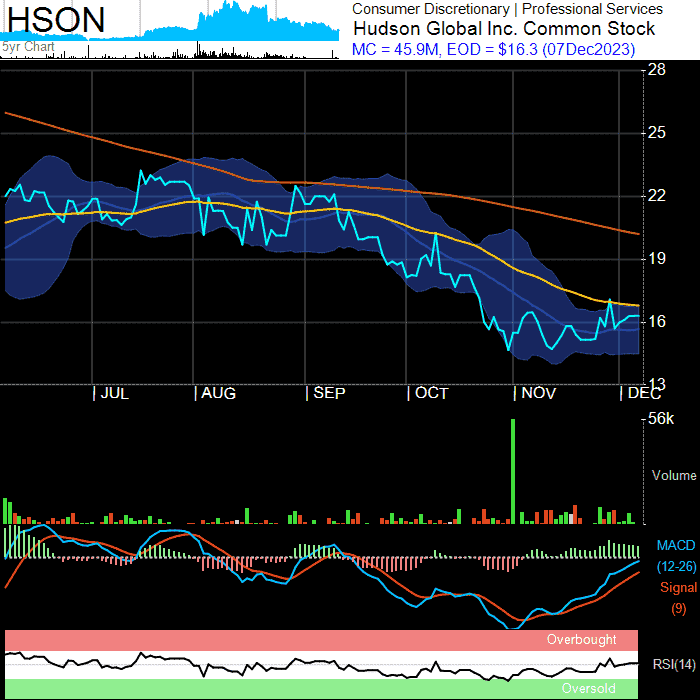 HSON
5yr Chart
Consumer Discretionary | Professional Services
Hudson Global Inc. Common Stock
MC = 45.9M, EOD = $16.3 (07Dec2023)
28
25
22
19
16
13
| JUL | AUG | SEP | OCT | NOV | DEC
56k
Volume
MACD
(12-26)
Signal
(9)
Overbought
RSI(14)
Oversold